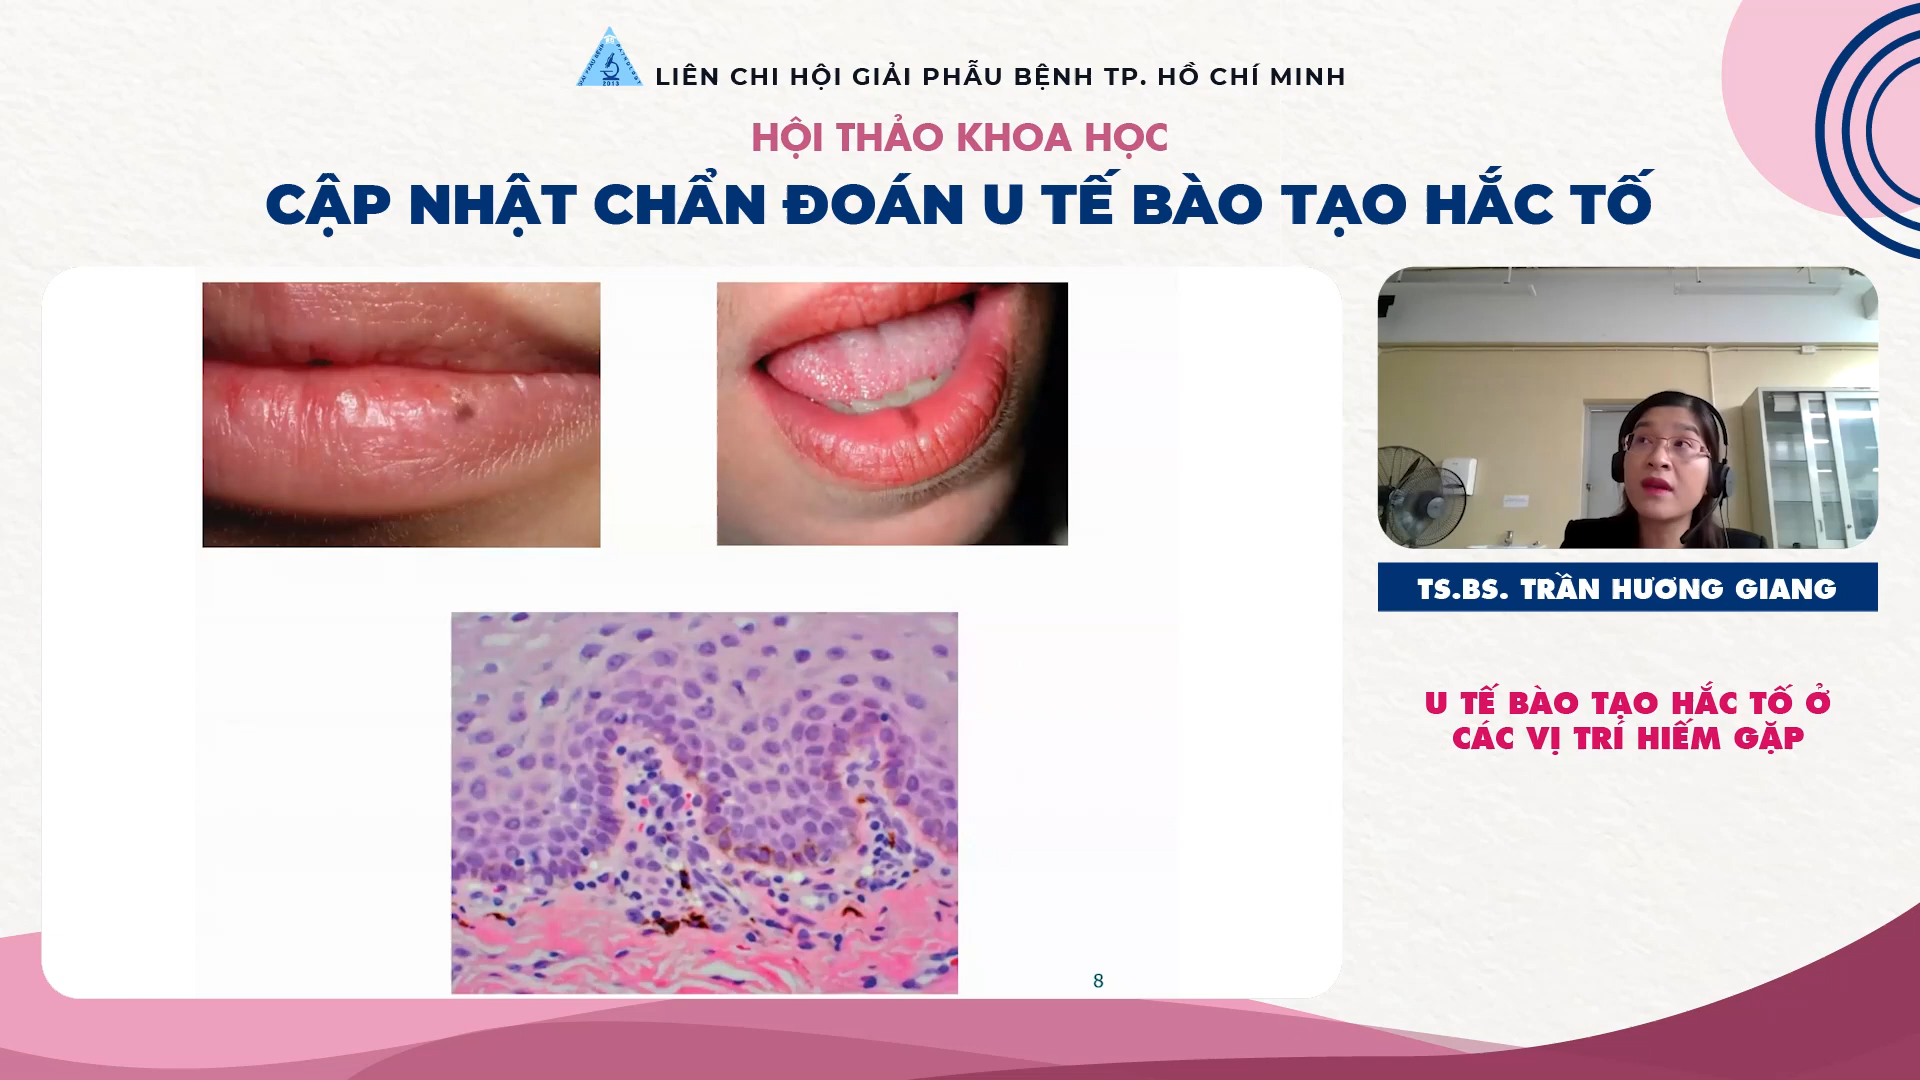 LIÊN CHI HỘI GIẢI PHẪU BỆNH TP. HỒ CHÍ MINH
HỘI THẢO KHOA HỌC
CẬP NHẬT CHẨN ĐOÁN U TẾ BÀO TẠO HẮC TỐ
TS.BS. TRẦN HƯƠNG GIANG
U TẾ BÀO TẠO HẮC TỐ Ở
CÁC VỊ TRÍ HIẾM GẶP
8